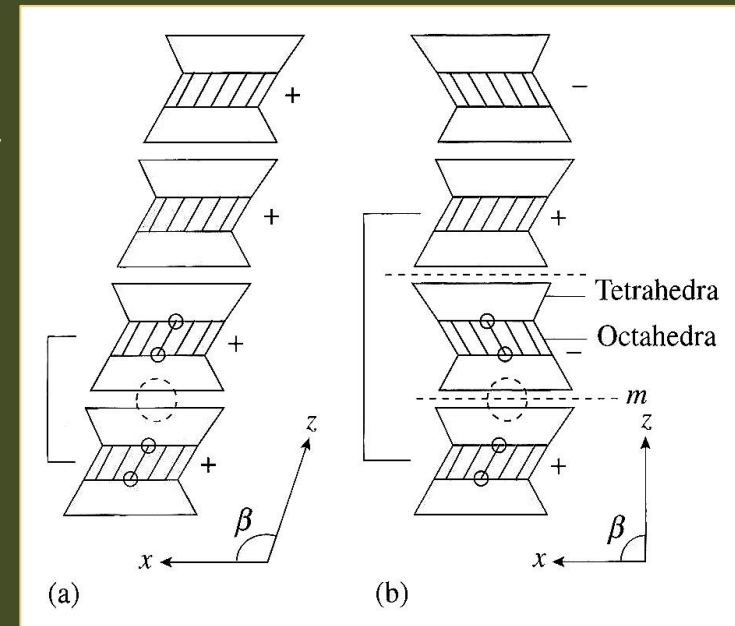 +
−
+
+
Tetrahedra
+
Octahedra
−
m
z
z
+
+
β
β
x
x
(a)
(b)